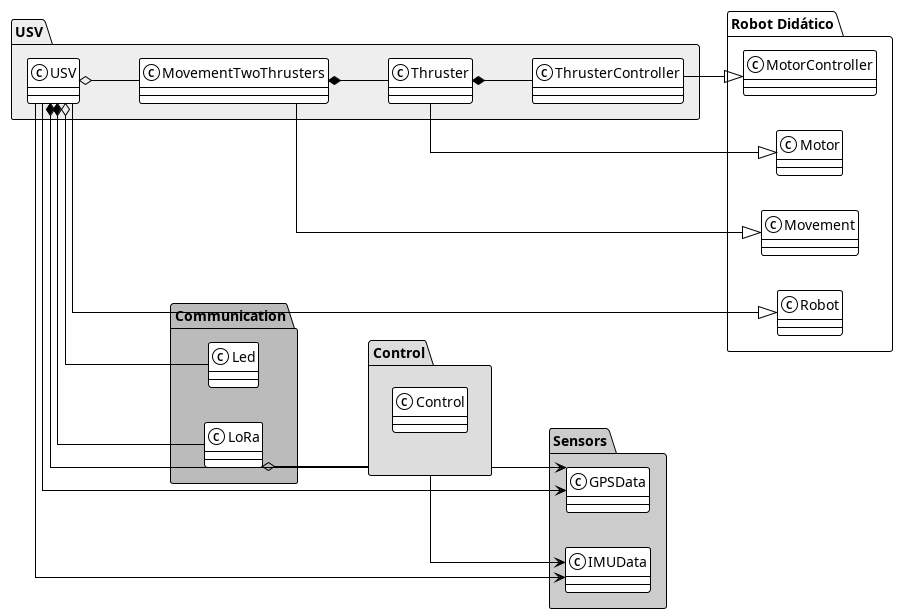 USV
Robot Didático
C USV
C MovementTwoThrusters
C Thruster
C ThrusterController
C MotorController
C Motor
C Movement
C Robot
Communication
C Led
C LoRa
Control
C Control
Sensors
C GPSData
C IMUData